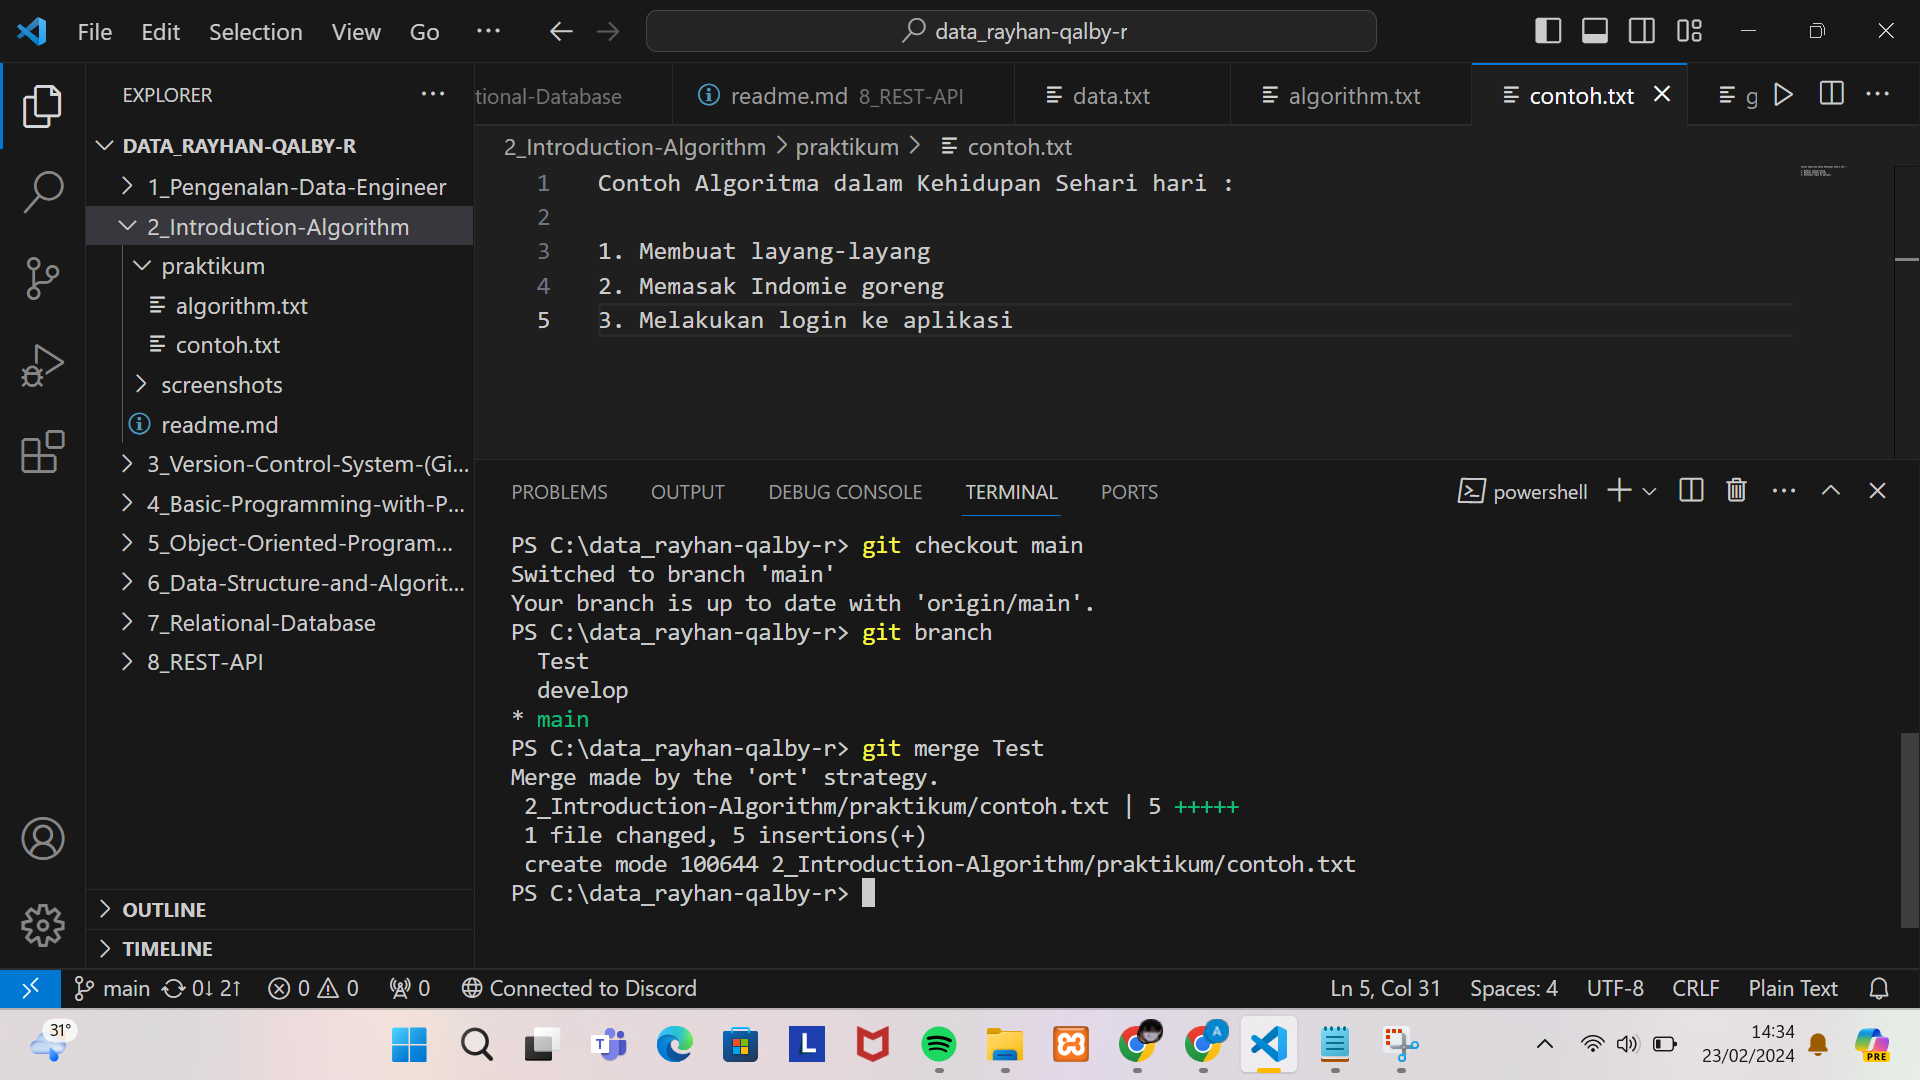 File Edit Selection View Go ··· data_rayhan-qalby-r
EXPLORER ···
DATA_RAYHAN-QALBY-R
1_Pengenalan-Data-Engineer
2_Introduction-Algorithm
praktikum
algorithm.txt
contoh.txt
screenshots
readme.md
3_Version-Control-System-(Gi...
4_Basic-Programming-with-P...
5_Object-Oriented-Program...
6_Data-Structure-and-Algorit...
7_Relational-Database
8_REST-API
OUTLINE
TIMELINE
tional-Database readme.md 8_REST-API data.txt algorithm.txt contoh.txt g
2_Introduction-Algorithm > praktikum > contoh.txt
1 Contoh Algoritma dalam Kehidupan Sehari hari :
2
3 1. Membuat layang-layang
4 2. Memasak Indomie goreng
5 3. Melakukan login ke aplikasi
PROBLEMS OUTPUT DEBUG CONSOLE TERMINAL PORTS powershell
PS C:\data_rayhan-qalby-r> git checkout main
Switched to branch 'main'
Your branch is up to date with 'origin/main'.
PS C:\data_rayhan-qalby-r> git branch
Test
develop
* main
PS C:\data_rayhan-qalby-r> git merge Test
Merge made by the 'ort' strategy.
2_Introduction-Algorithm/praktikum/contoh.txt | 5 +++++
1 file changed, 5 insertions(+)
create mode 100644 2_Introduction-Algorithm/praktikum/contoh.txt
PS C:\data_rayhan-qalby-r>
main 0↓ 2↑ 0 0 0 Connected to Discord Ln 5, Col 31 Spaces: 4 UTF-8 CRLF Plain Text
31° T L A PRE
14:34
23/02/2024